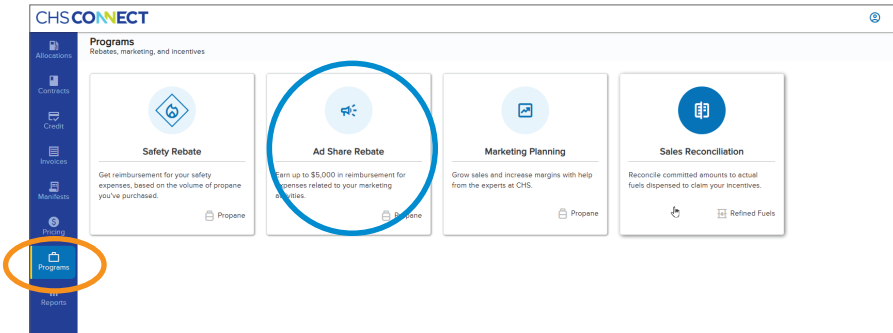 CHSCONNECT
Allocations
Contracts
Credit
Invoices
Manifests
Pricing
Programs
Reports
Programs
Rebates, marketing, and incentives
Safety Rebate
Get reimbursement for your safety
expenses, based on the volume of propane
you've purchased.
Propane
Ad Share Rebate
Earn up to $5,000 in reimbursement for
expenses related to your marketing
activities.
Propane
Marketing Planning
Grow sales and increase margins with help
from the experts at CHS.
Propane
Sales Reconciliation
Reconcile committed amounts to actual
fuels dispensed to claim your incentives.
Refined Fuels